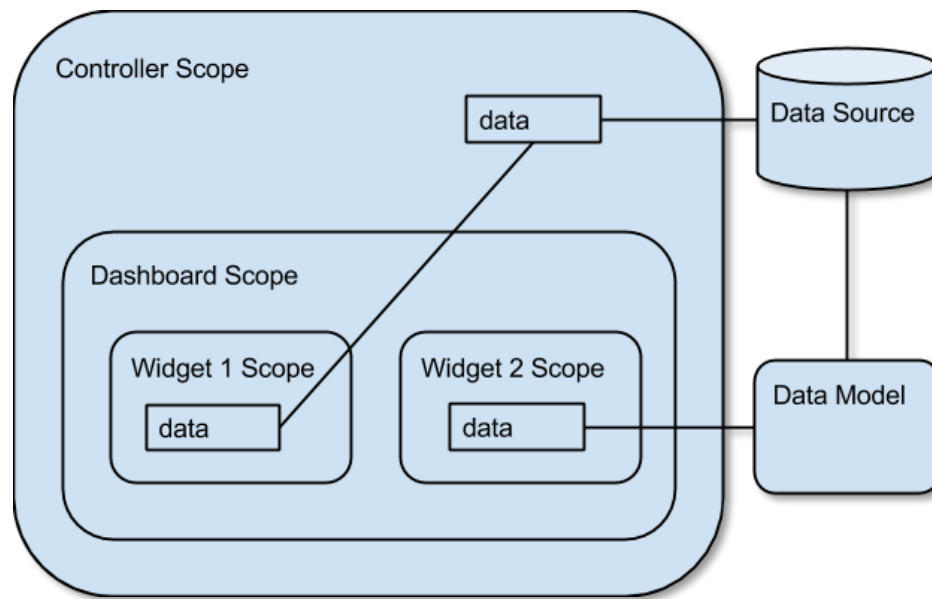 Controller Scope
data
Data Source
Dashboard Scope
Widget 1 Scope
Widget 2 Scope
Data Model
data
data